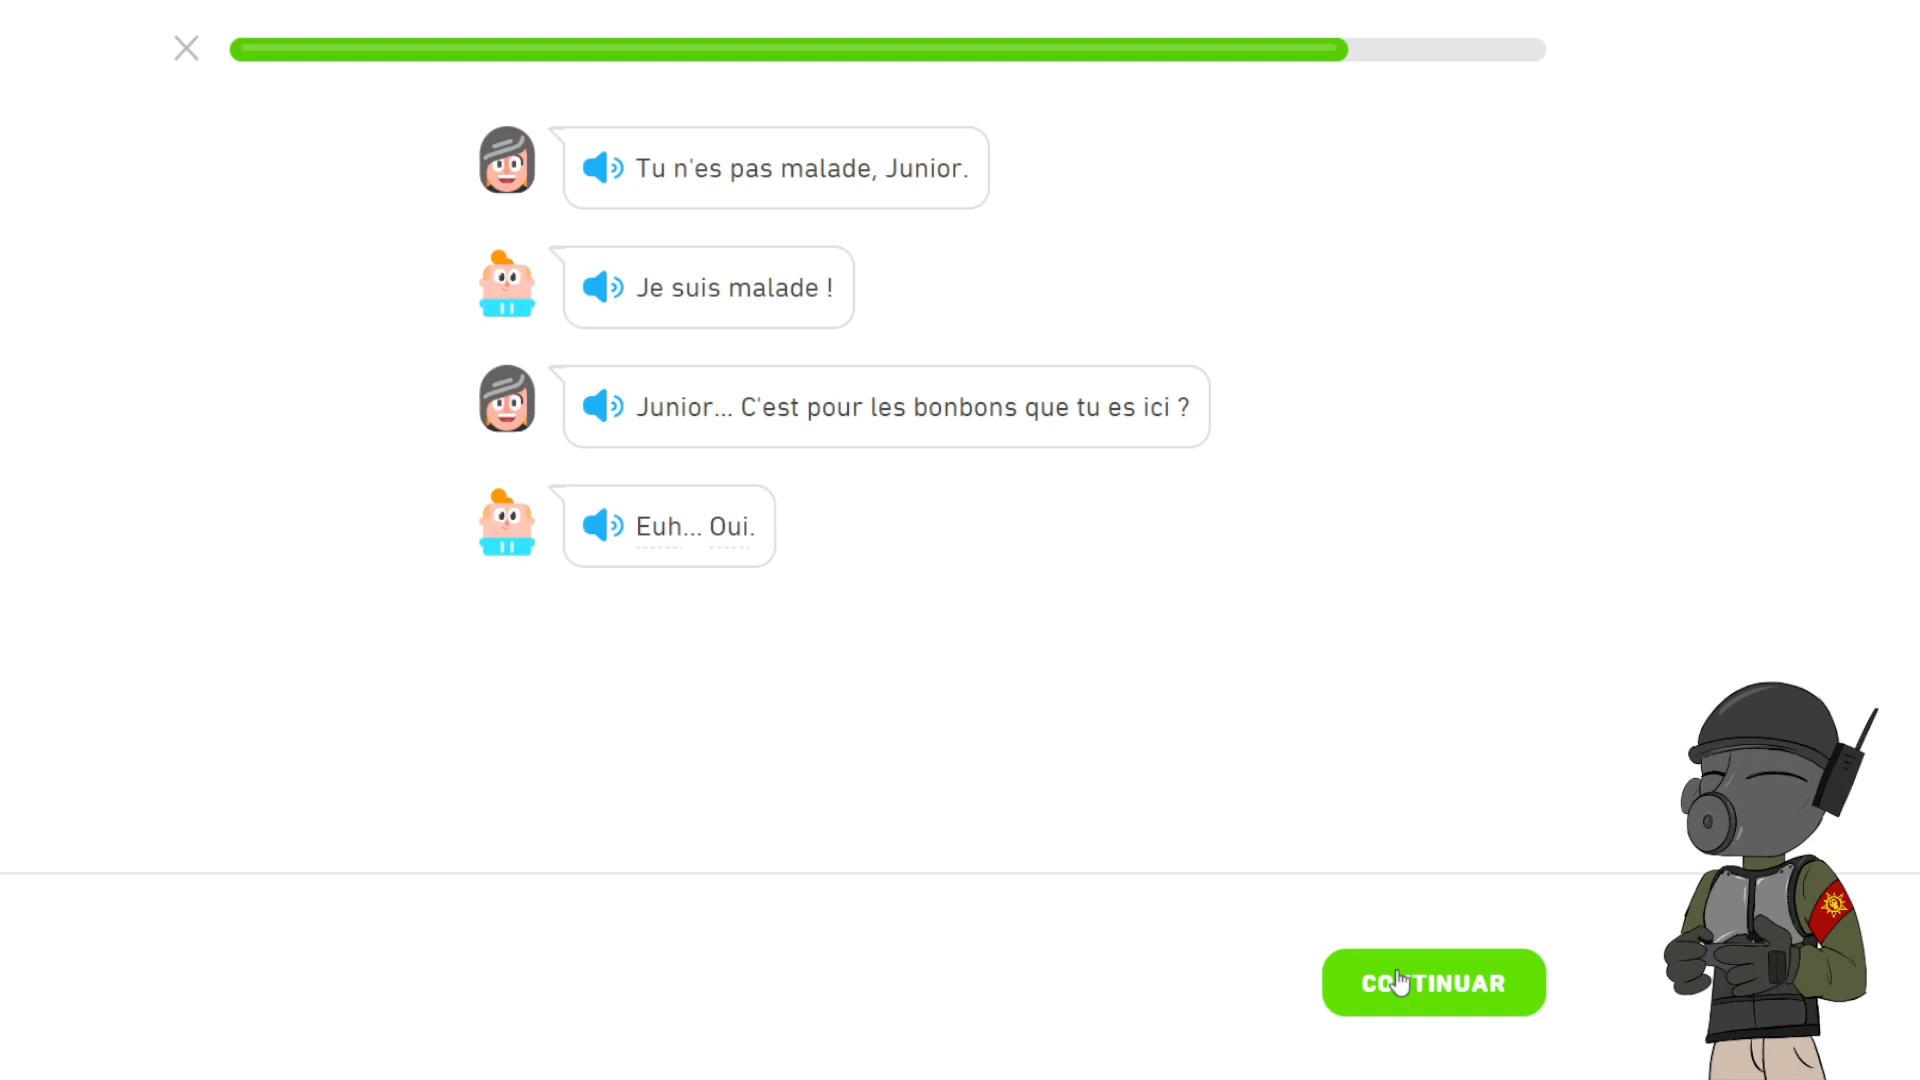 Tu n'es pas malade, Junior.
Je suis malade !
Junior... C'est pour les bonbons que tu es ici ?
Euh... Oui.
CONTINUAR